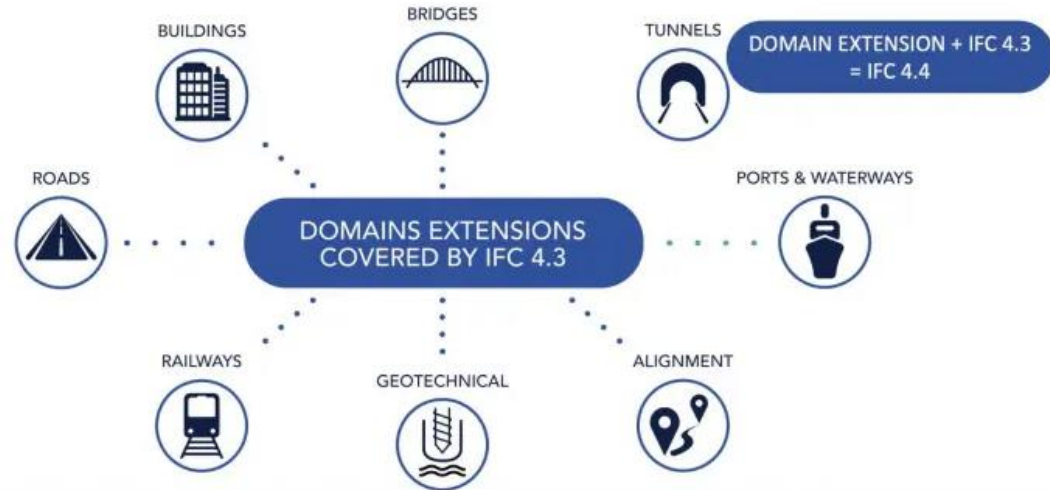 BRIDGES
BUILDINGS
TUNNELS
DOMAIN EXTENSION + IFC 4.3
= IFC 4.4
ROADS
PORTS & WATERWAYS
DOMAINS EXTENSIONS
COVERED BY IFC 4.3
RAILWAYS
GEOTECHNICAL
ALIGNMENT